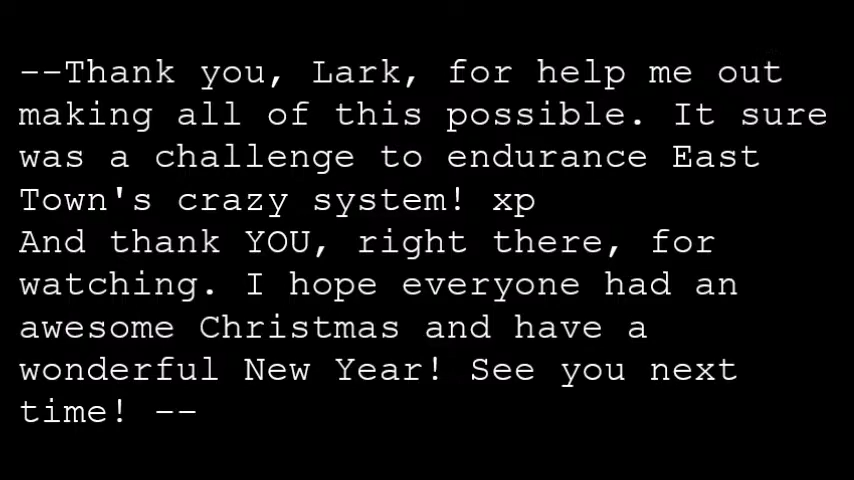 --Thank you, Lark, for help me out
making all of this possible. It sure
was a challenge to endurance East
Town's crazy system! xp
And thank YOU, right there, for
watching. I hope everyone had an
awesome Christmas and have a
wonderful New Year! See you next
time! --